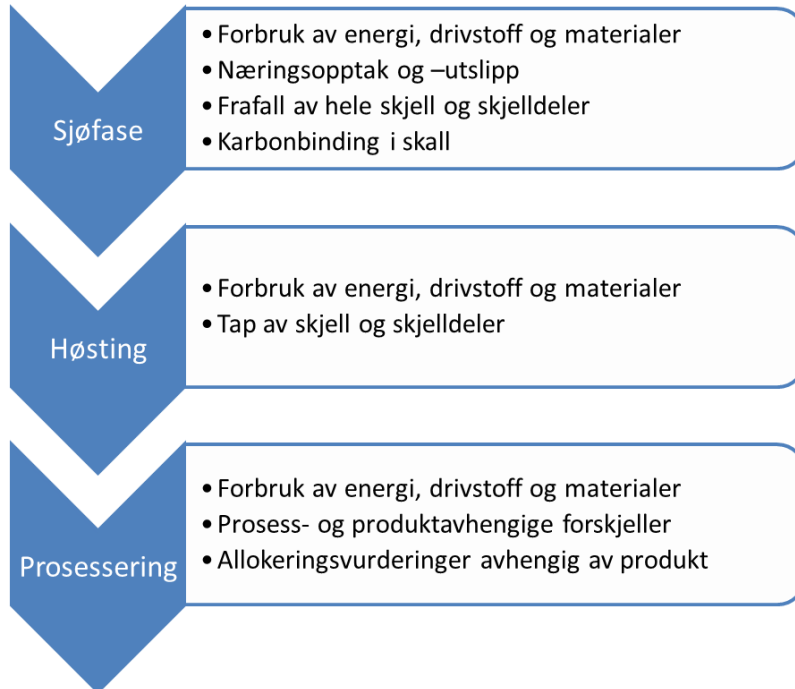 Sjøfase
• Forbruk av energi, drivstoff og materialer
• Næringsopptak og –utslipp
• Frafall av hele skjell og skjelldeler
• Karbonbinding i skall
Høsting
• Forbruk av energi, drivstoff og materialer
• Tap av skjell og skjelldeler
Prosessering
• Forbruk av energi, drivstoff og materialer
• Prosess- og produktavhengige forskjeller
• Allokeringsvurderinger avhengig av produkt